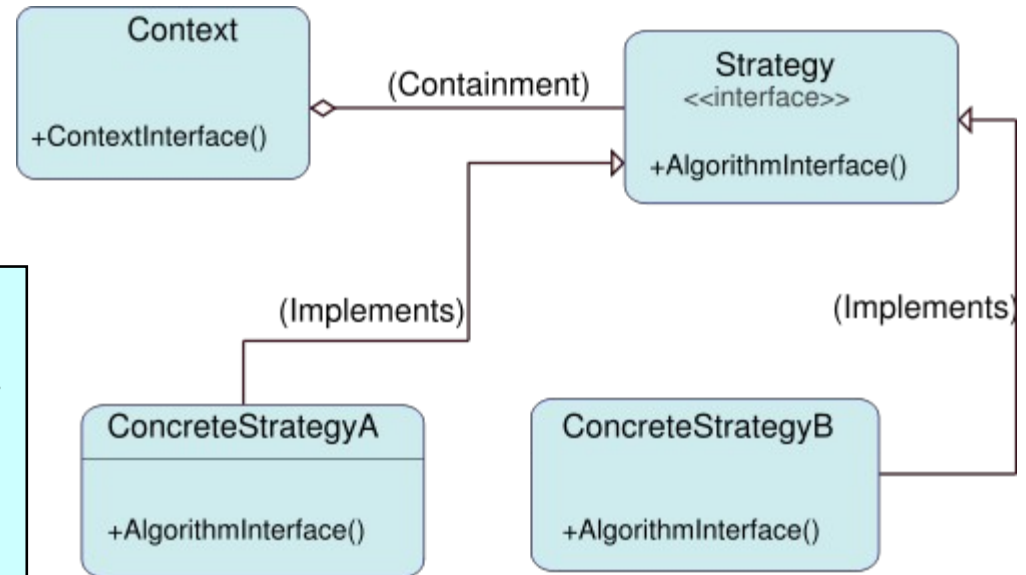 Context
+ContextInterface()
(Containment)
Strategy
<<interface>>
+AlgorithmInterface()
(Implements)
(Implements)
ConcreteStrategyA
+AlgorithmInterface()
ConcreteStrategyB
+AlgorithmInterface()